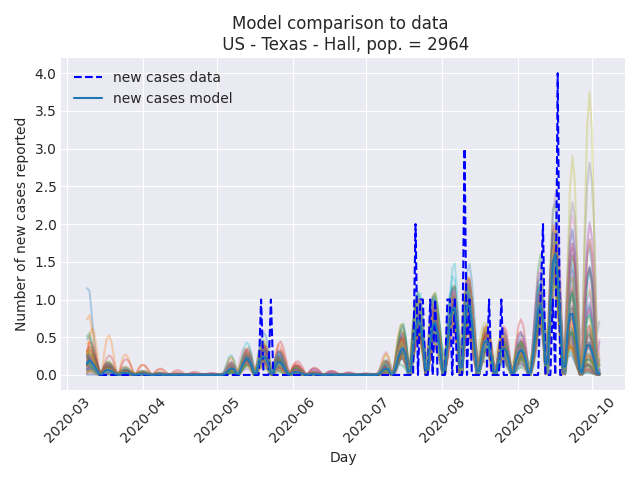 Model comparison to data
US - Texas - Hall, pop. = 2964
new cases data
new cases model
Number of new cases reported
4.0
3.5
3.0
2.5
2.0
1.5
1.0
0.5
0.0
2020-03
2020-04
2020-05
2020-06
2020-07
2020-08
2020-09
2020-10
Day